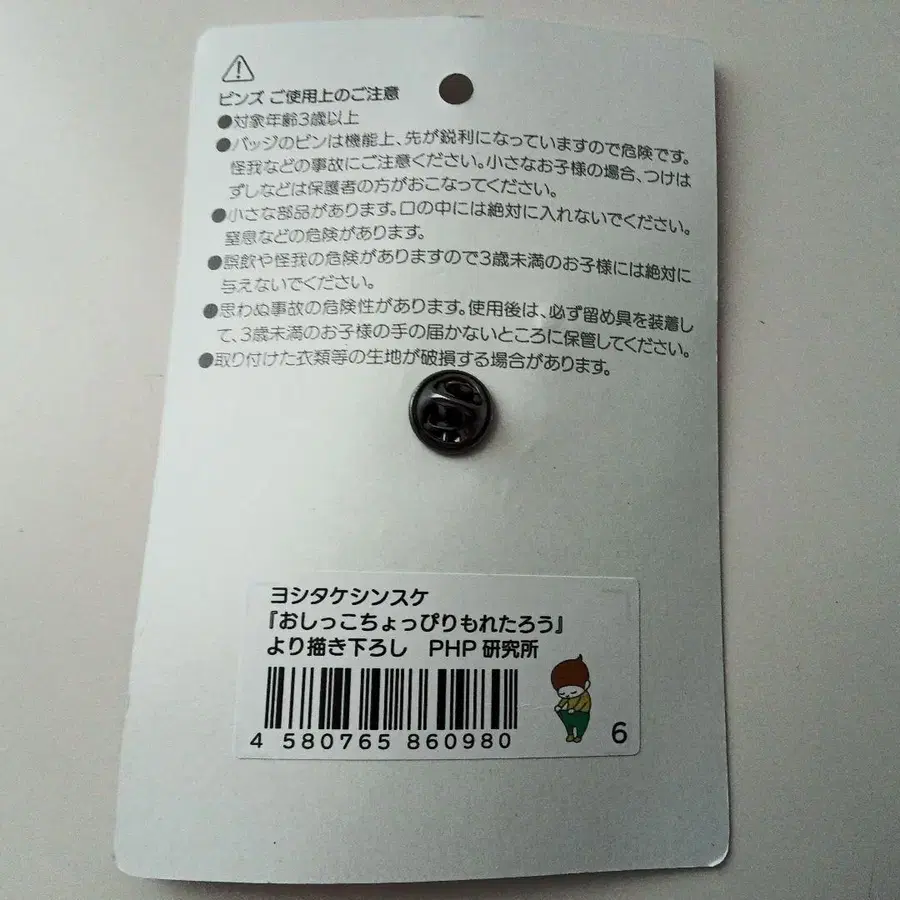 ピンズ ご使用上のご注意
●対象年齢3歳以上
●バッジのピンは機能上、先が鋭利になっていますので危険です。
怪我などの事故にご注意ください。小さなお子様の場合、つけは
ずしなどは保護者の方がおこなってください。
●小さな部品があります。口の中には絶対に入れないでください。
窒息などの危険があります。
●誤飲や怪我の危険がありますので3歳未満のお子様には絶対に
与えないでください。
●思わぬ事故の危険性があります。使用後は、必ず留め具を装着し
て、3歳未満のお子様の手の届かないところに保管してください。
●取り付けた衣類等の生地が破損する場合があります。
ヨシタケシンスケ
『おしっこちょっぴりもれたろう』
より描き下ろし PHP 研究所
4 580765 860980
6